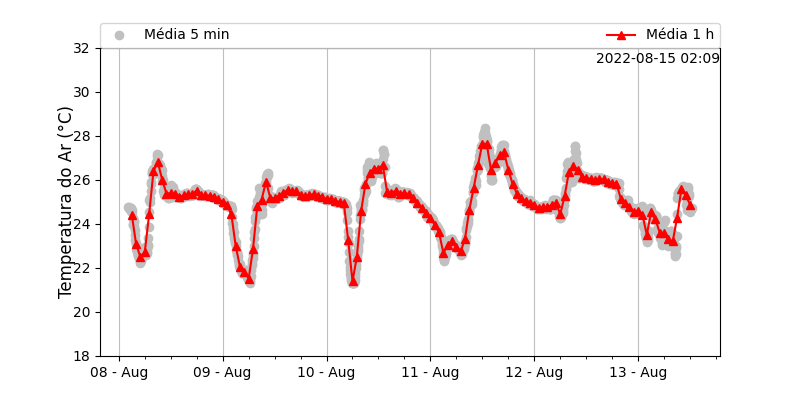 Média 5 min
Média 1 h
2022-08-15 02:09
Temperatura do Ar (°C)
32
30
28
26
24
22
20
18
08 - Aug
09 - Aug
10 - Aug
11 - Aug
12 - Aug
13 - Aug